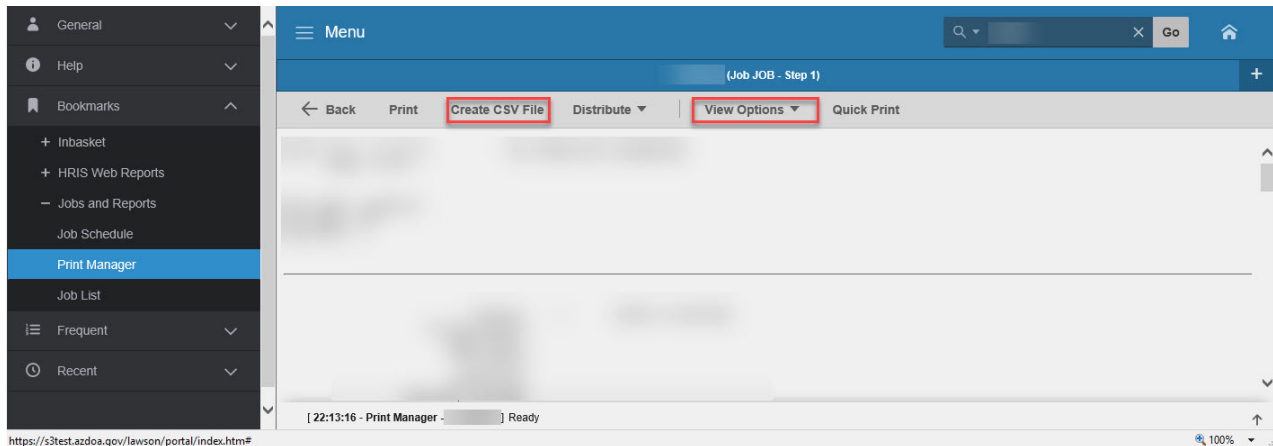 General
Help
Bookmarks
+ Inbasket
+ HRIS Web Reports
− Jobs and Reports
Job Schedule
Print Manager
Job List
Frequent
Recent
Menu
Go
(Job JOB - Step 1)
+
Back Print Create CSV File Distribute View Options Quick Print
[ 22:13:16 - Print Manager - ] Ready
https://s3test.azdoa.gov/lawson/portal/index.htm#
100%